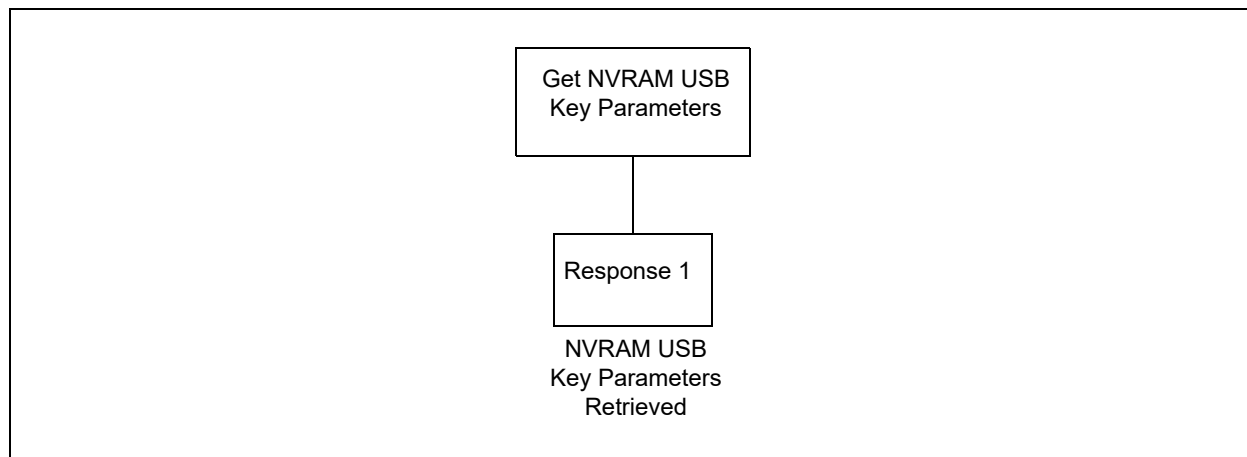 Get NVRAM USB
Key Parameters
Response 1
NVRAM USB
Key Parameters
Retrieved